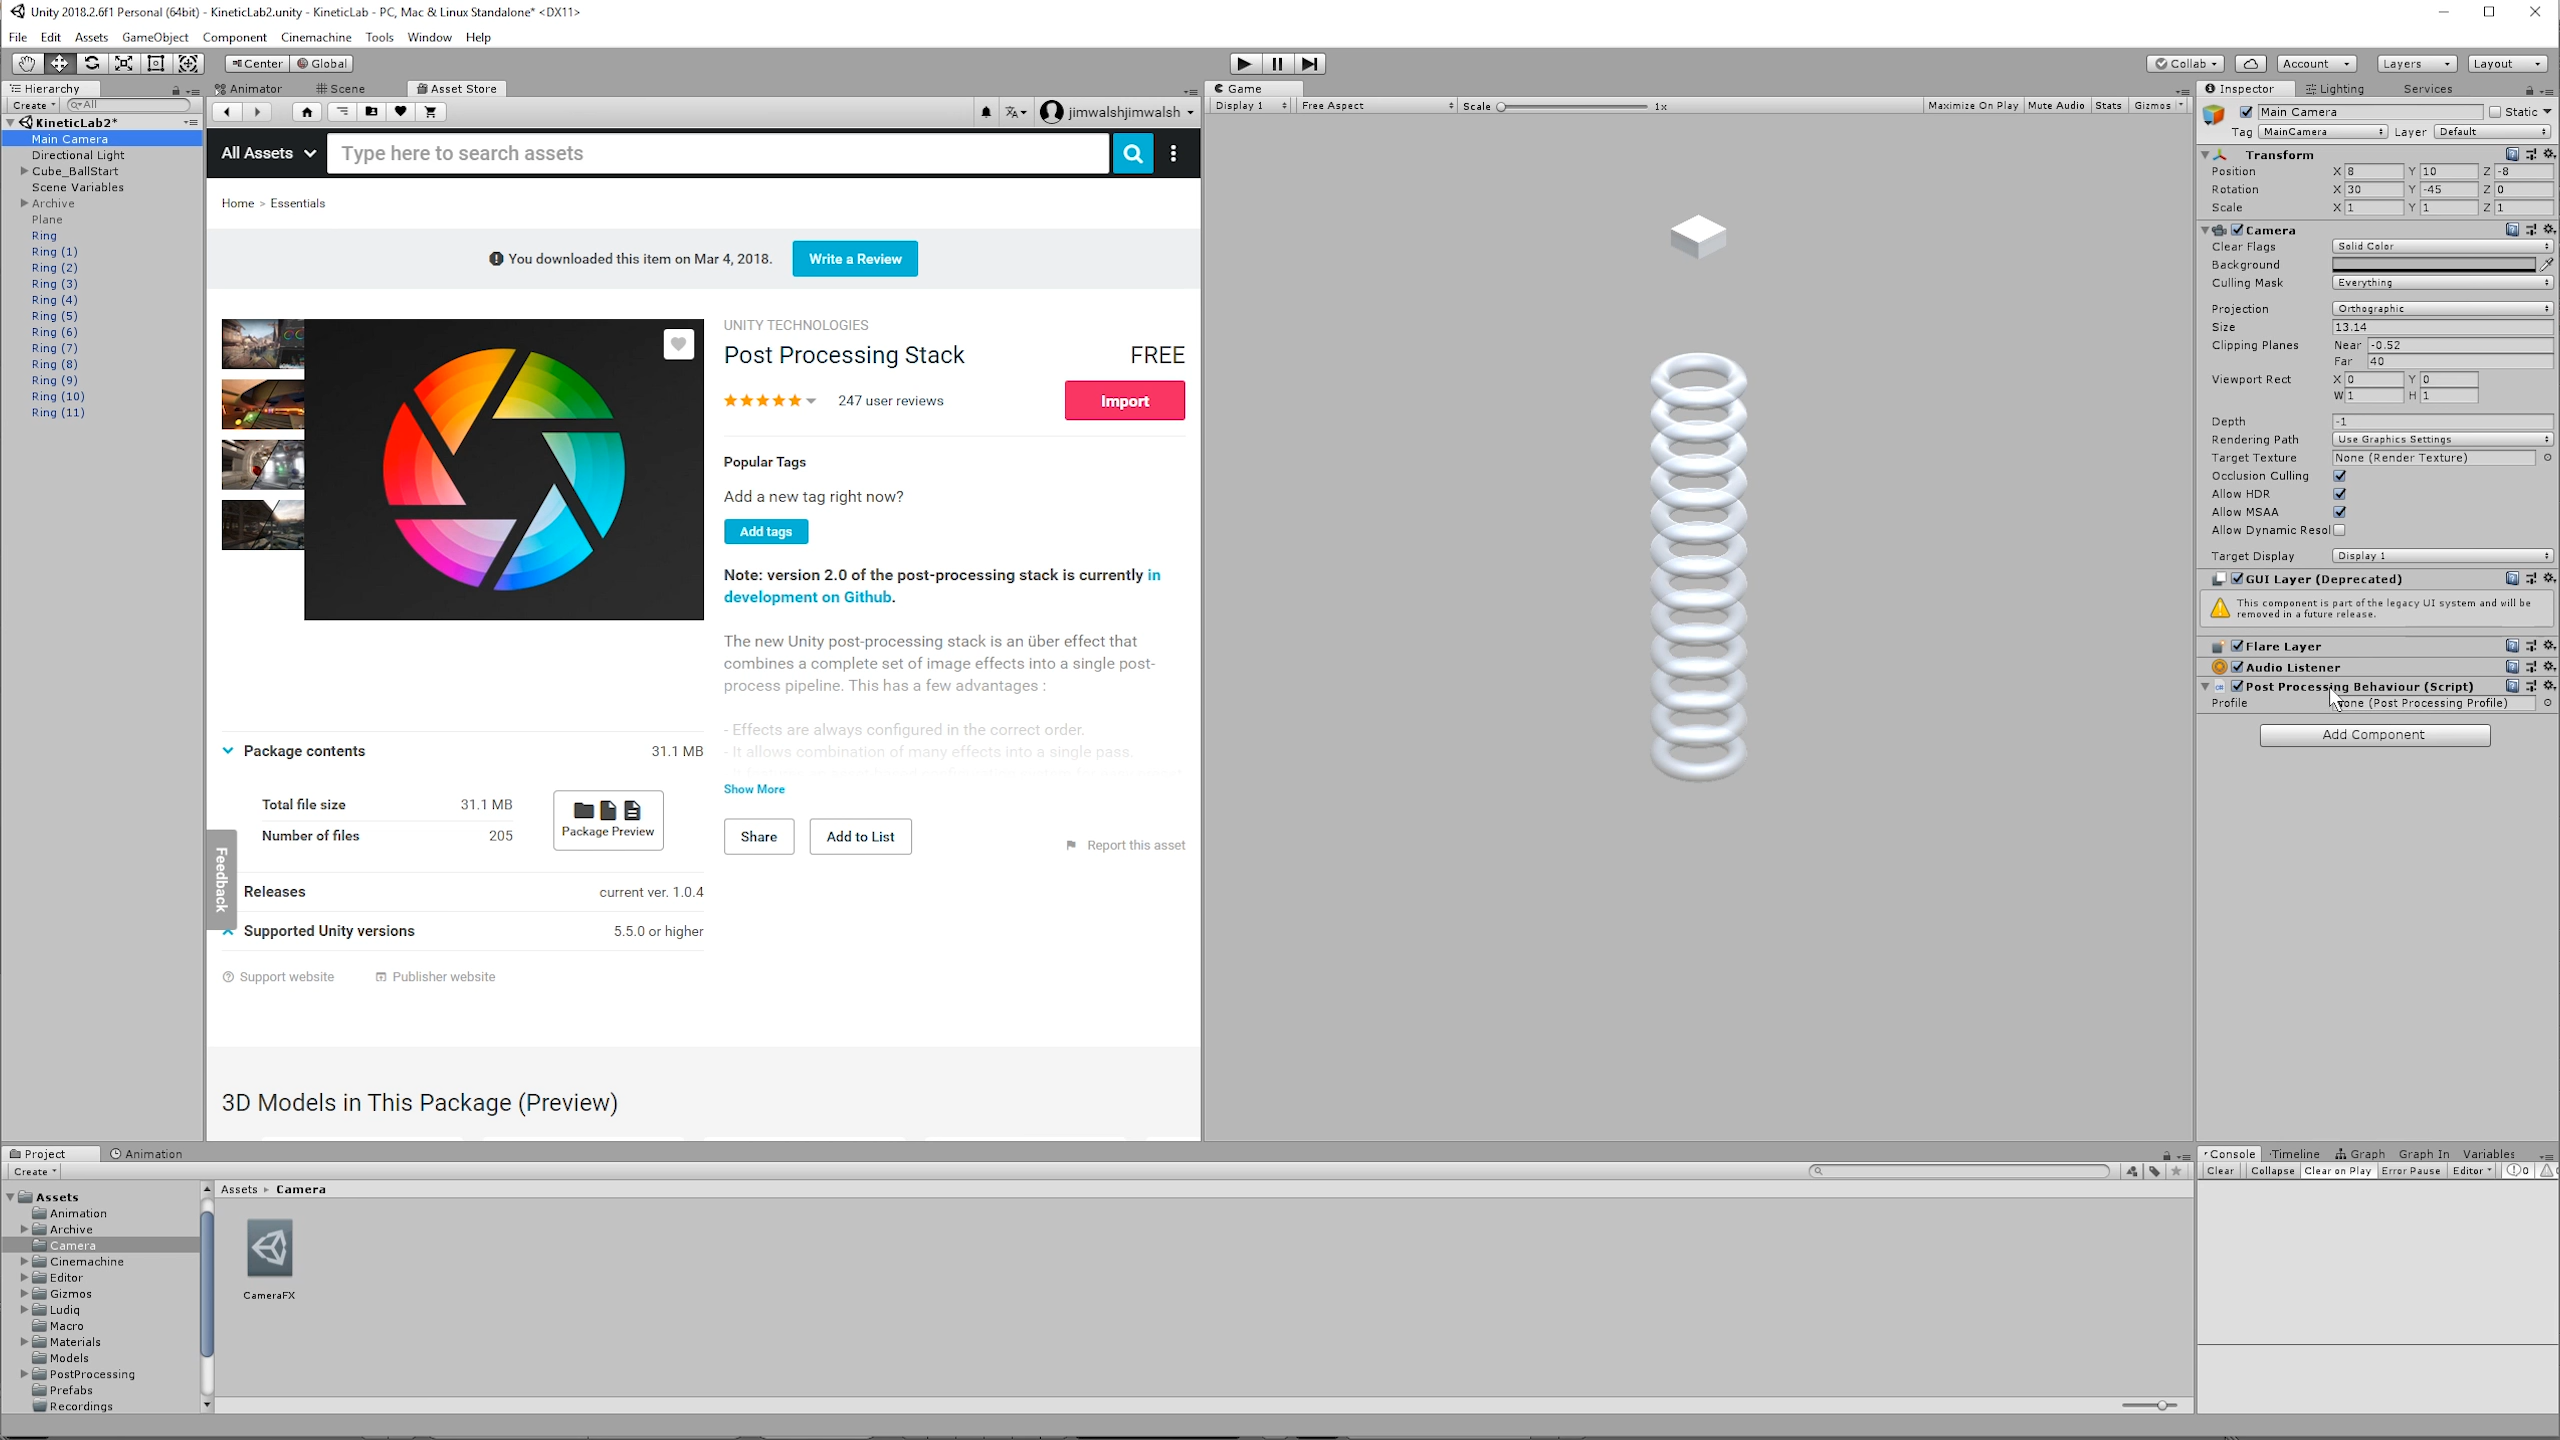 Unity 2018.2.6f1 Personal (64bit) - KineticLab2.unity - KineticLab - PC, Mac & Linux Standalone* <DX11>
File Edit Assets GameObject Component Cinemachine Tools Window Help
Center Global
Collab Account Layers Layout
Hierarchy
Create All
KineticLab2*
Main Camera
Directional Light
Cube_BallStart
Scene Variables
Archive
Plane
Ring
Ring (1)
Ring (2)
Ring (3)
Ring (4)
Ring (5)
Ring (6)
Ring (7)
Ring (8)
Ring (9)
Ring (10)
Ring (11)
Animator Scene Asset Store
jimwalshjimwalsh
All Assets Type here to search assets
Home > Essentials
You downloaded this item on Mar 4, 2018. Write a Review
UNITY TECHNOLOGIES
Post Processing Stack FREE
247 user reviews Import
Popular Tags
Add a new tag right now?
Add tags
Note: version 2.0 of the post-processing stack is currently in
development on Github.
The new Unity post-processing stack is an über effect that
combines a complete set of image effects into a single post-
process pipeline. This has a few advantages :
- Effects are always configured in the correct order.
- It allows combination of many effects into a single pass.
Show More
Share Add to List Report this asset
Package contents 31.1 MB
Total file size 31.1 MB
Number of files 205
Package Preview
Feedback
Releases current ver. 1.0.4
Supported Unity versions 5.5.0 or higher
Support website Publisher website
3D Models in This Package (Preview)
Game
Display 1 Free Aspect Scale 1x Maximize On Play Mute Audio Stats Gizmos
Inspector Lighting Services
Main Camera Static
Tag MainCamera Layer Default
Transform
Position X 8 Y 10 Z -8
Rotation X 30 Y -45 Z 0
Scale X 1 Y 1 Z 1
Camera
Clear Flags Solid Color
Background
Culling Mask Everything
Projection Orthographic
Size 13.14
Clipping Planes Near -0.52
Far 40
Viewport Rect X 0 Y 0
W 1 H 1
Depth -1
Rendering Path Use Graphics Settings
Target Texture None (Render Texture)
Occlusion Culling
Allow HDR
Allow MSAA
Allow Dynamic Resol
Target Display Display 1
GUI Layer (Deprecated)
This component is part of the legacy UI system and will be
removed in a future release.
Flare Layer
Audio Listener
Post Processing Behaviour (Script)
Profile None (Post Processing Profile)
Add Component
Project Animation
Create
Assets
Animation
Archive
Camera
Cinemachine
Editor
Gizmos
Ludiq
Macro
Materials
Models
PostProcessing
Prefabs
Recordings
Assets Camera
CameraFX
Console Timeline Graph Graph In Variables
Clear Collapse Clear on Play Error Pause Editor 0